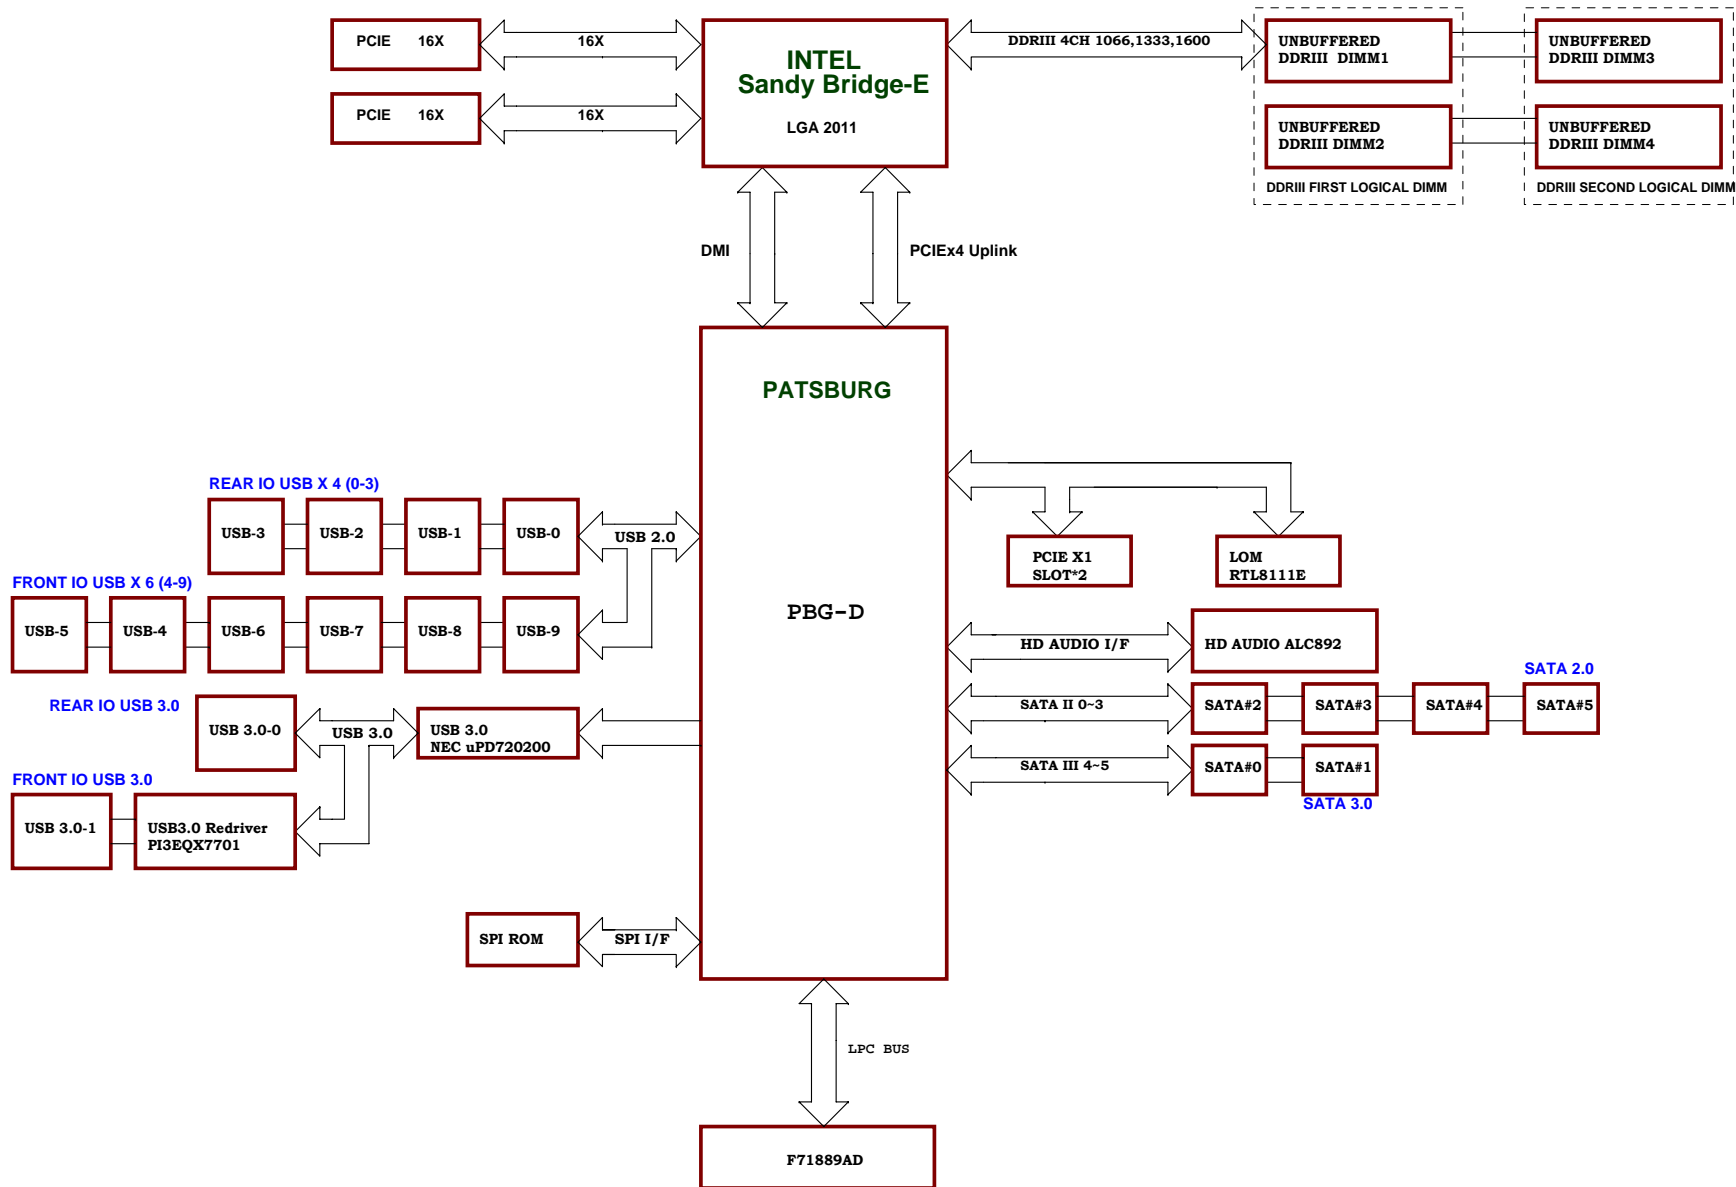 PCIE 16X
16X
INTEL
Sandy Bridge-E
LGA 2011
DDRIII 4CH 1066,1333,1600
UNBUFFERED
DDRIII DIMM1
UNBUFFERED
DDRIII DIMM3
PCIE 16X
16X
UNBUFFERED
DDRIII DIMM2
UNBUFFERED
DDRIII DIMM4
DDRIII FIRST LOGICAL DIMM
DDRIII SECOND LOGICAL DIMM
DMI
PCIEx4 Uplink
PATSBURG
PBG-D
REAR IO USB X 4 (0-3)
USB-3
USB-2
USB-1
USB-0
USB 2.0
FRONT IO USB X 6 (4-9)
USB-5
USB-4
USB-6
USB-7
USB-8
USB-9
PCIE X1
SLOT*2
LOM
RTL8111E
HD AUDIO I/F
HD AUDIO ALC892
SATA 2.0
SATA II 0~3
SATA#2
SATA#3
SATA#4
SATA#5
SATA III 4~5
SATA#0
SATA#1
SATA 3.0
REAR IO USB 3.0
USB 3.0-0
USB 3.0
USB 3.0
NEC uPD720200
FRONT IO USB 3.0
USB 3.0-1
USB3.0 Redriver
PI3EQX7701
SPI ROM
SPI I/F
LPC BUS
F71889AD